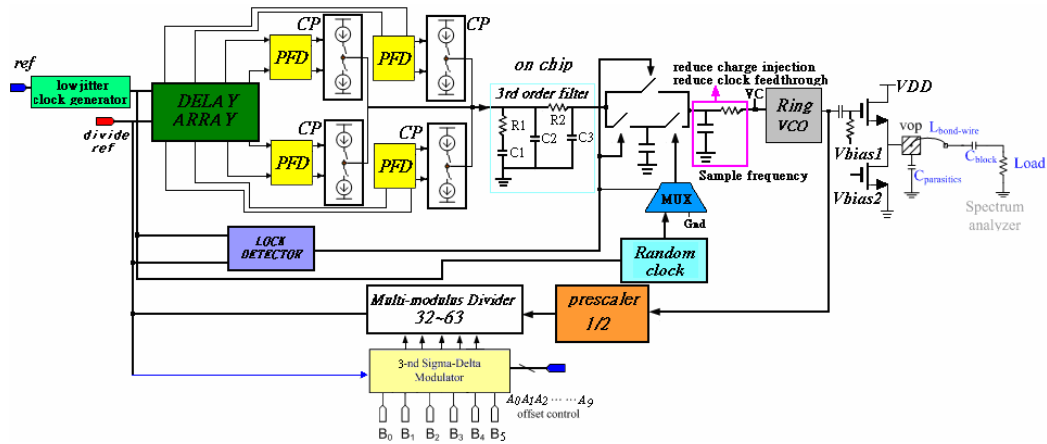 ref
lowjitter
clock generator
divide
ref
DELAY
ARRAY
PFD
CP
PFD
CP
PFD
CP
PFD
CP
on chip
3rd order filter
R1
C1
C2
R2
C3
reduce charge injection
reduce clock feedthrough
VC
Sample frequency
Ring
VCO
VDD
Vbias1
Vbias2
vop
Lbond-wire
Cblock
Cparasitics
Load
Spectrum
analyzer
MUX
Gnd
LOCK
DETECTOR
Random
clock
Multi-modulus Divider
32~63
prescaler
1/2
3-nd Sigma-Delta
Modulator
A0A1A2 ··· ··· A9
offset control
B0 B1 B2 B3 B4 B5